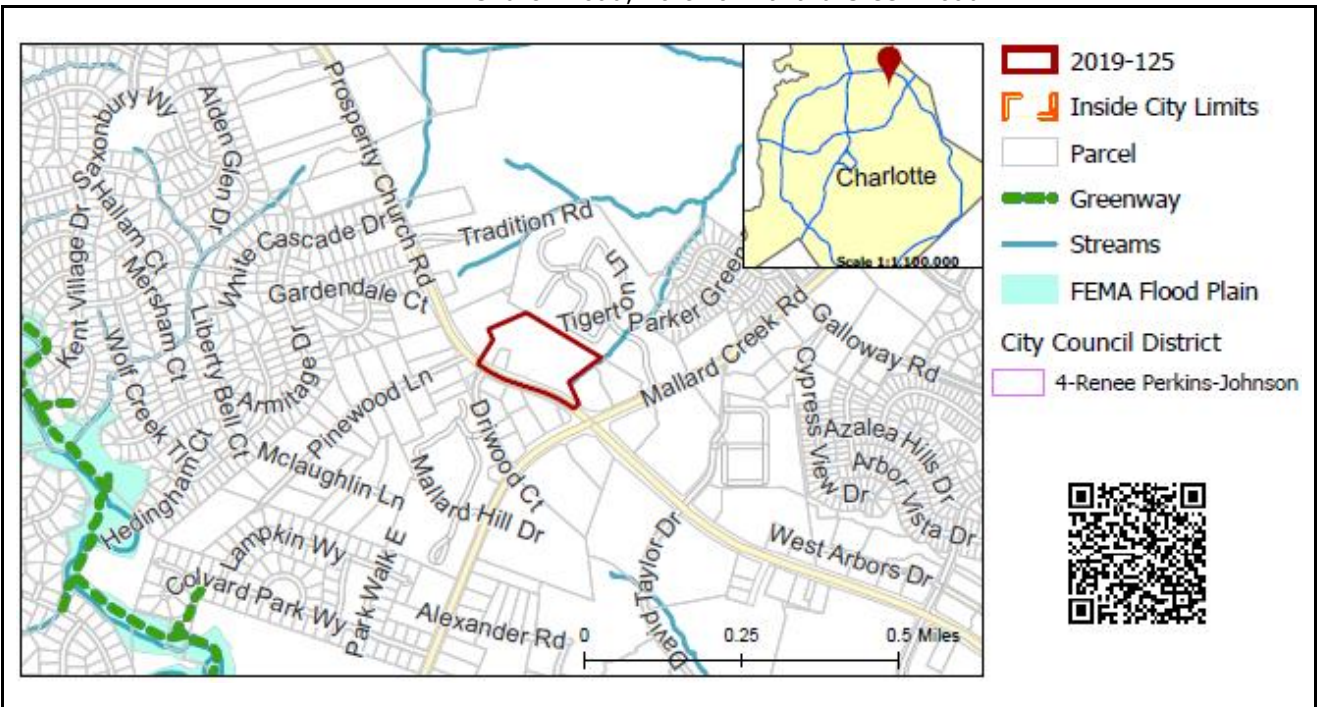 Prosperity Church Rd
Saxonbury Wy
Alden Glen Dr
Hallam Ct
Kent Village Dr
Mersham Ct
White Cascade Dr
Tradition Rd
Gardendale Ct
Tigerton Ln
Parker Green
Mallard Creek Rd
Galloway Rd
Wolf Creek Tl
Liberty Bell Ct
Armitage Dr
Pinewood Ln
Driwood Ct
Cypress View Dr
Azalea Hills Dr
Arbor Vista Dr
Hedingham Ct
Mclaughlin Ln
Mallard Hill Dr
Lampkin Wy
Park Walk E
Colvard Park Wy
Alexander Rd
David Taylor Dr
West Arbors Dr
0 0.25 0.5 Miles
Charlotte
Scale 1:1,100,000
2019-125
Inside City Limits
Parcel
Greenway
Streams
FEMA Flood Plain
City Council District
4-Renee Perkins-Johnson